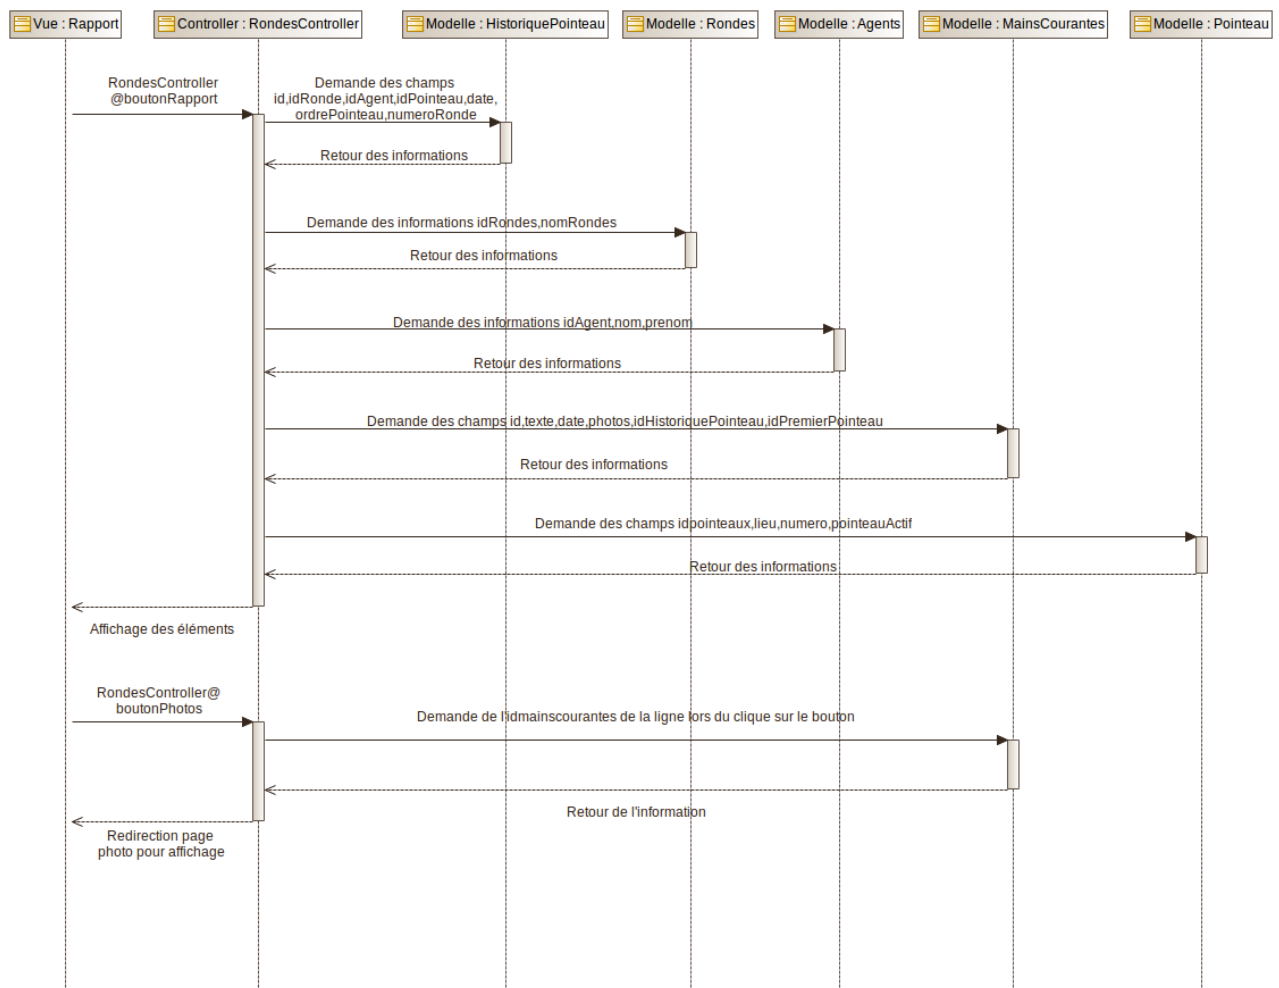 Vue : Rapport
Controller : RondesController
Modelle : HistoriquePointeau
Modelle : Rondes
Modelle : Agents
Modelle : MainsCourantes
Modelle : Pointeau
RondesController
@boutonRapport
Demande des champs
id,idRonde,idAgent,idPointeau,date,
ordrePointeau,numeroRonde
Retour des informations
Demande des informations idRondes,nomRondes
Retour des informations
Demande des informations idAgent,nom,prenom
Retour des informations
Demande des champs id,texte,date,photos,idHistoriquePointeau,idPremierPointeau
Retour des informations
Demande des champs idpointeaux,lieu,numero,pointeauActif
Retour des informations
Affichage des éléments
RondesController@
boutonPhotos
Demande de l'idmainscourantes de la ligne lors du clique sur le bouton
Retour de l'information
Redirection page
photo pour affichage